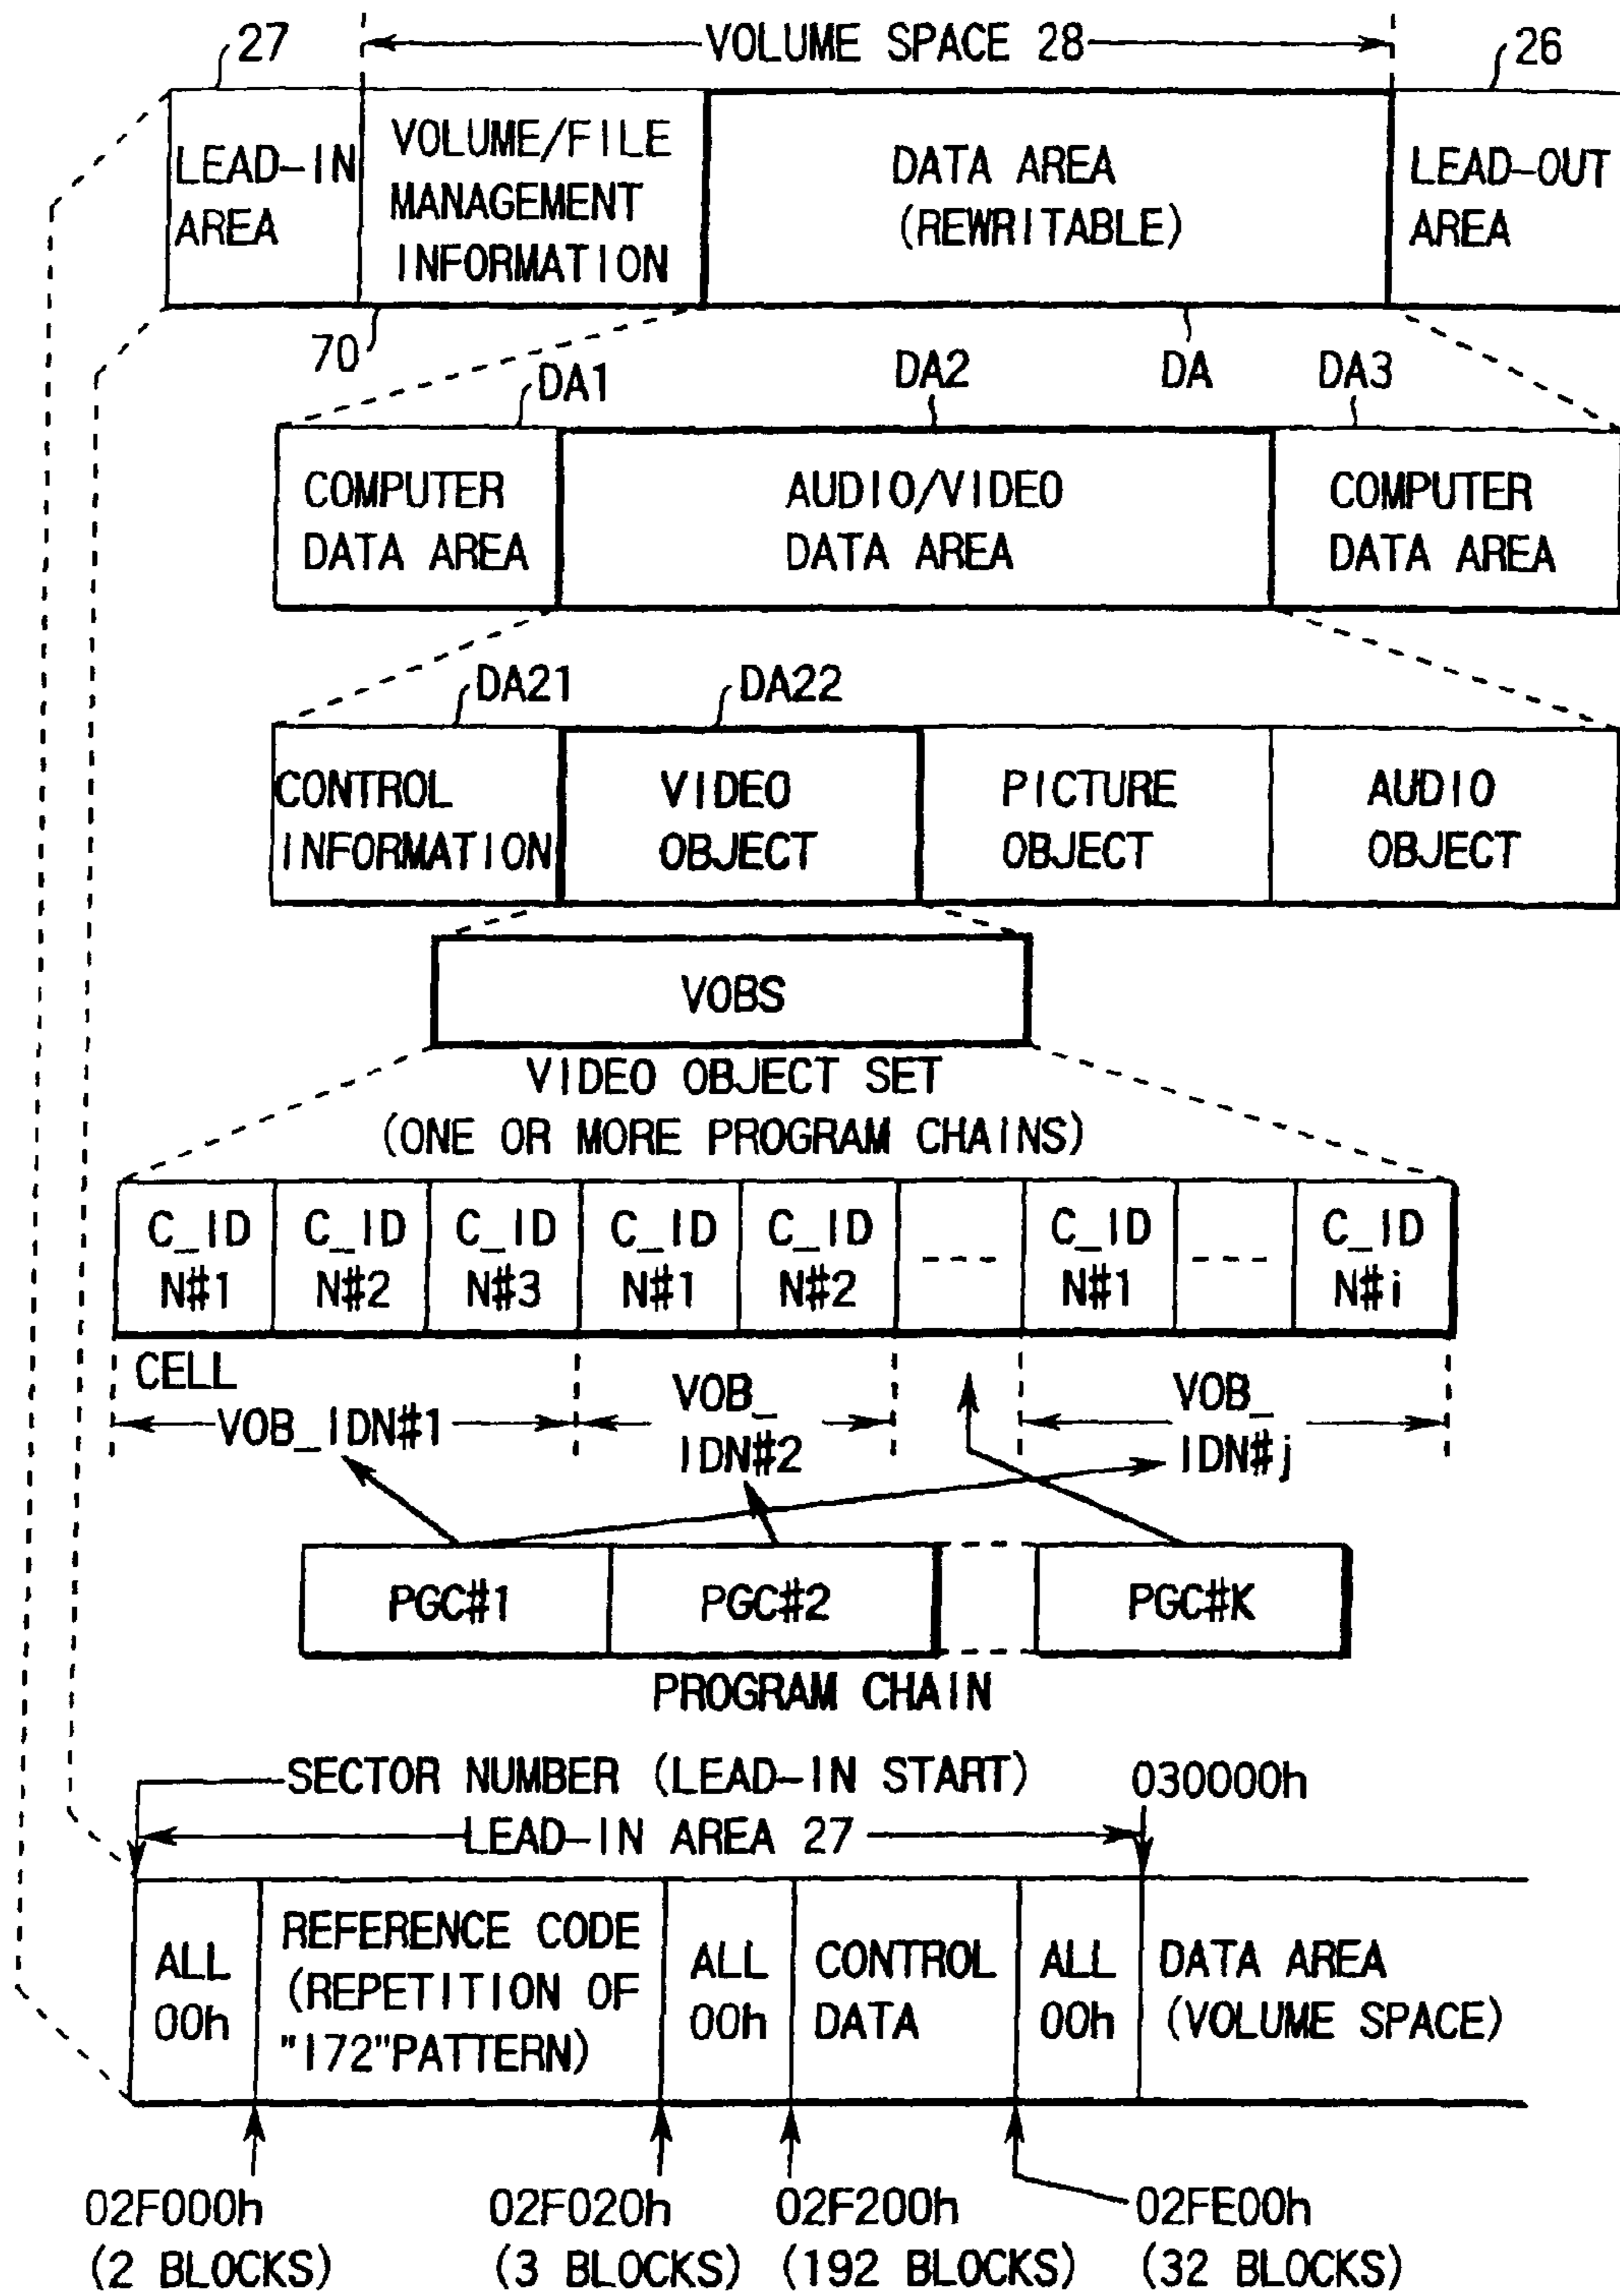 27
VOLUME SPACE 28
26
LEAD-IN
AREA
VOLUME/FILE
MANAGEMENT
INFORMATION
DATA AREA
(REWRITABLE)
LEAD-OUT
AREA
70
DA1
DA2
DA
DA3
COMPUTER
DATA AREA
AUDIO/VIDEO
DATA AREA
COMPUTER
DATA AREA
DA21
DA22
CONTROL
INFORMATION
VIDEO
OBJECT
PICTURE
OBJECT
AUDIO
OBJECT
VOBS
VIDEO OBJECT SET
(ONE OR MORE PROGRAM CHAINS)
C_ID
N#1
C_ID
N#2
C_ID
N#3
C_ID
N#1
C_ID
N#2
----
C_ID
N#1
----
C_ID
N#i
CELL
VOB_IDN#1
VOB_
IDN#2
VOB_
IDN#j
PGC#1
PGC#2
PGC#K
PROGRAM CHAIN
SECTOR NUMBER (LEAD-IN START)
030000h
LEAD-IN AREA 27
ALL
00h
REFERENCE CODE
(REPETITION OF
"172"PATTERN)
ALL
00h
CONTROL
DATA
ALL
00h
DATA AREA
(VOLUME SPACE)
02F000h
(2 BLOCKS)
02F020h
(3 BLOCKS)
02F200h
(192 BLOCKS)
02FE00h
(32 BLOCKS)